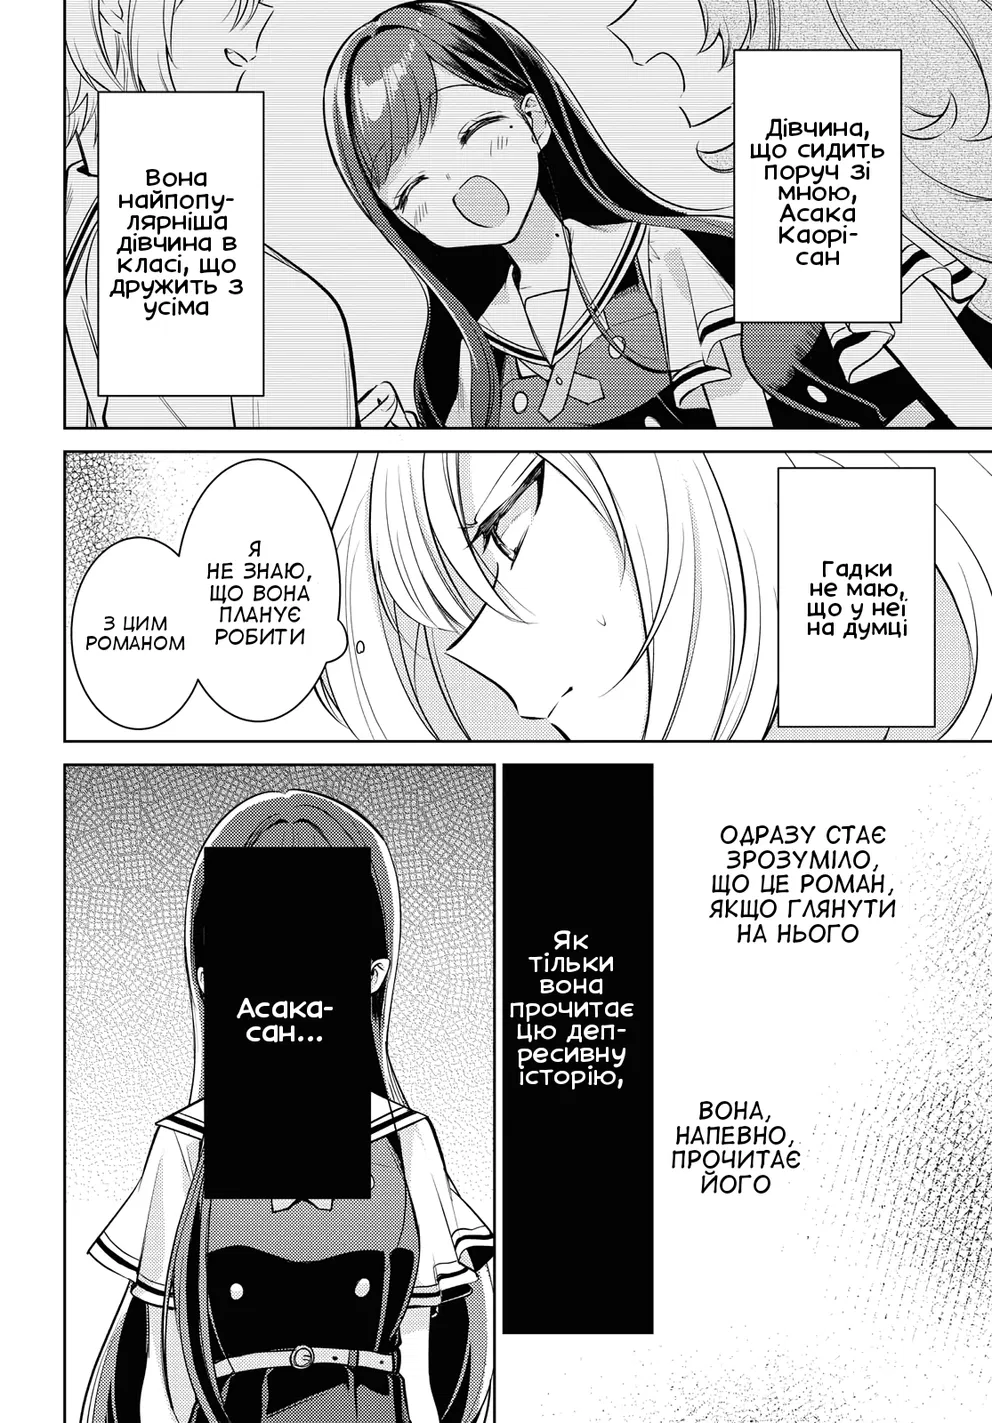 Дівчина,
що сидить
поруч зі
мною,
Асака
Каорі-
сан
Вона
найпопу-
лярніша
дівчина в
класі, що
дружить з
усіма
Гадки
не маю,
що у неї
на думці
Я
НЕ ЗНАЮ,
ЩО ВОНА
ПЛАНУЄ
РОБИТИ
З ЦИМ
РОМАНОМ
ОДРАЗУ СТАЄ
ЗРОЗУМІЛО,
ЩО ЦЕ РОМАН,
ЯКЩО ГЛЯНУТИ
НА НЬОГО
ВОНА,
НАПЕВНО,
ПРОЧИТАЄ
ЙОГО
Як
тільки
вона
прочитає
цю деп-
ресивну
історію,
Асака-
сан...